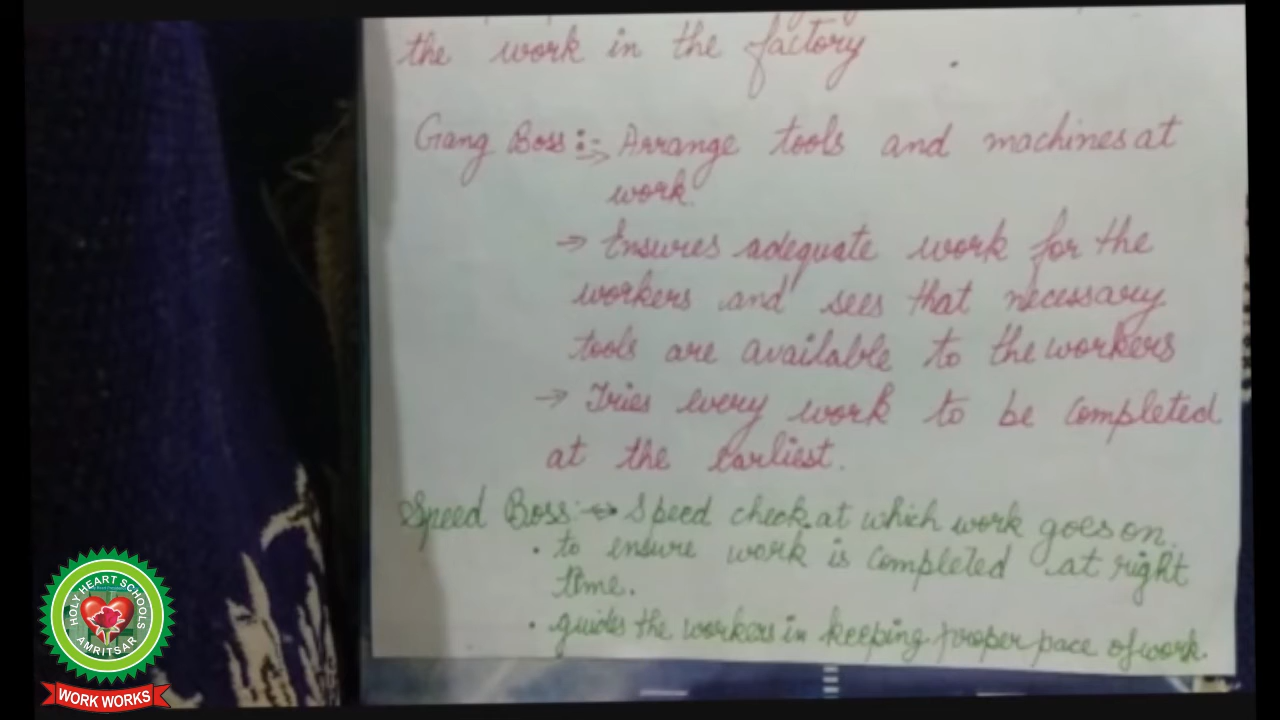 the work in the factory
Gang Boss :- → Arrange tools and machines at
work.
→ Ensures adequate work for the
workers and sees that necessary
tools are available to the workers
→ Tries every work to be completed
at the earliest.
Speed Boss :→ Speed check at which work goes on.
• to ensure work is completed at right
time.
• guides the workers in keeping proper pace of work.
HOLY HEART SCHOOLS
AMRITSAR
WORK WORKS